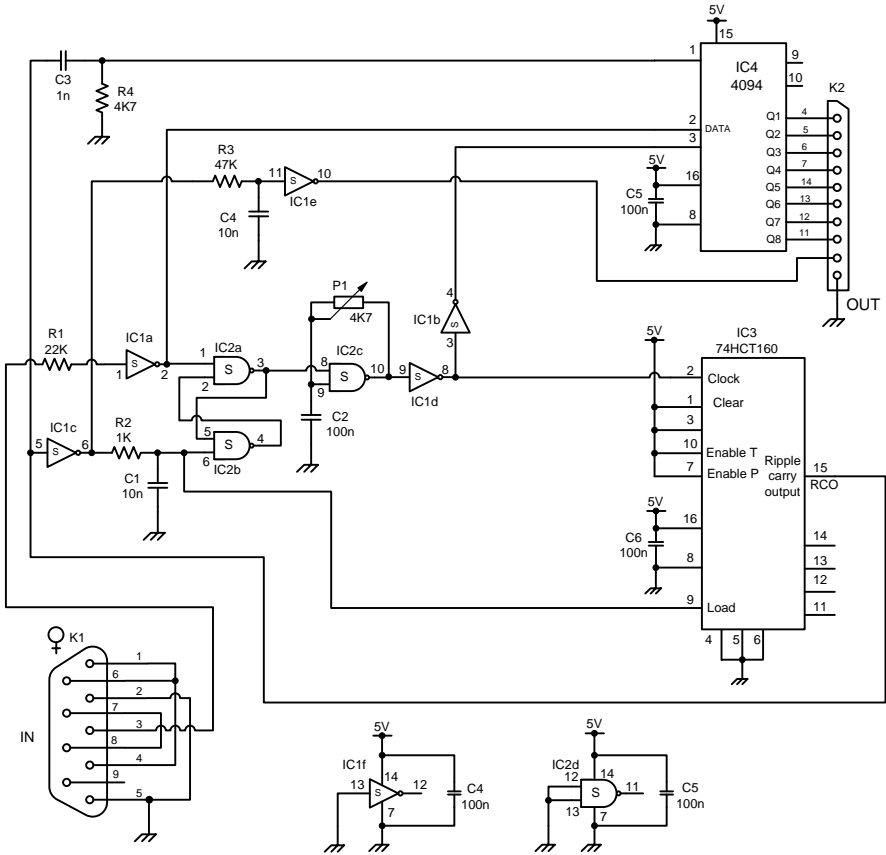 5V
15
1
IC4
4094
9
10
K2
C3
1n
R4
4K7
2
DATA
3
Q1
4
Q2
5
Q3
6
Q4
7
Q5
14
Q6
13
Q7
12
Q8
11
5V
16
C5
100n
8
R3
47K
11
S
10
IC1e
C4
10n
OUT
P1
4K7
4
IC1b
S
3
R1
22K
IC1a
1
S
2
IC2a
1
S
3
2
IC2c
8
S
10
9
9
S
8
IC1d
C2
100n
IC1c
5
S
6
R2
1K
5
S
4
6
IC2b
C1
10n
IC3
74HCT160
5V
2
Clock
1
Clear
3
10
Enable T
7
Enable P
Ripple
carry
output
15
RCO
5V
16
C6
100n
8
14
13
12
11
9
Load
4
5
6
K1
IN
1
6
2
7
3
8
4
9
5
5V
IC1f
14
13
S
12
7
C4
100n
5V
IC2d
14
12
S
11
13
7
C5
100n